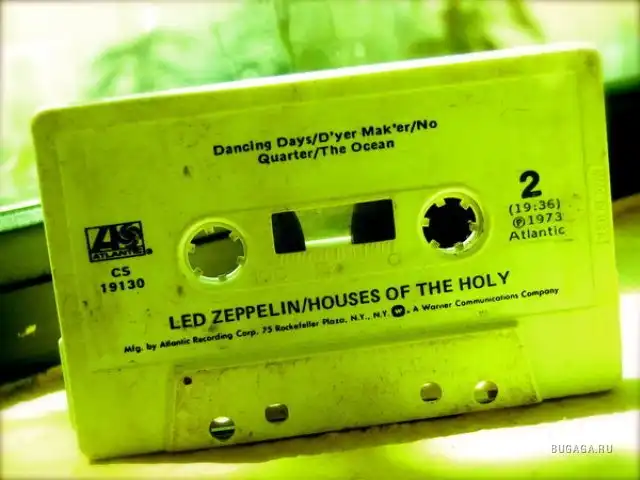 Dancing Days/D'yer Mak'er/No
Quarter/The Ocean
2
(19:36)
℗1973
Atlantic
ATLANTIC
CS
19130
LED ZEPPELIN/HOUSES OF THE HOLY
Mfg. by Atlantic Recording Corp. 75 Rockefeller Plaza, N.Y., N.Y. W, A Warner Communications Company
BUGAGA.RU